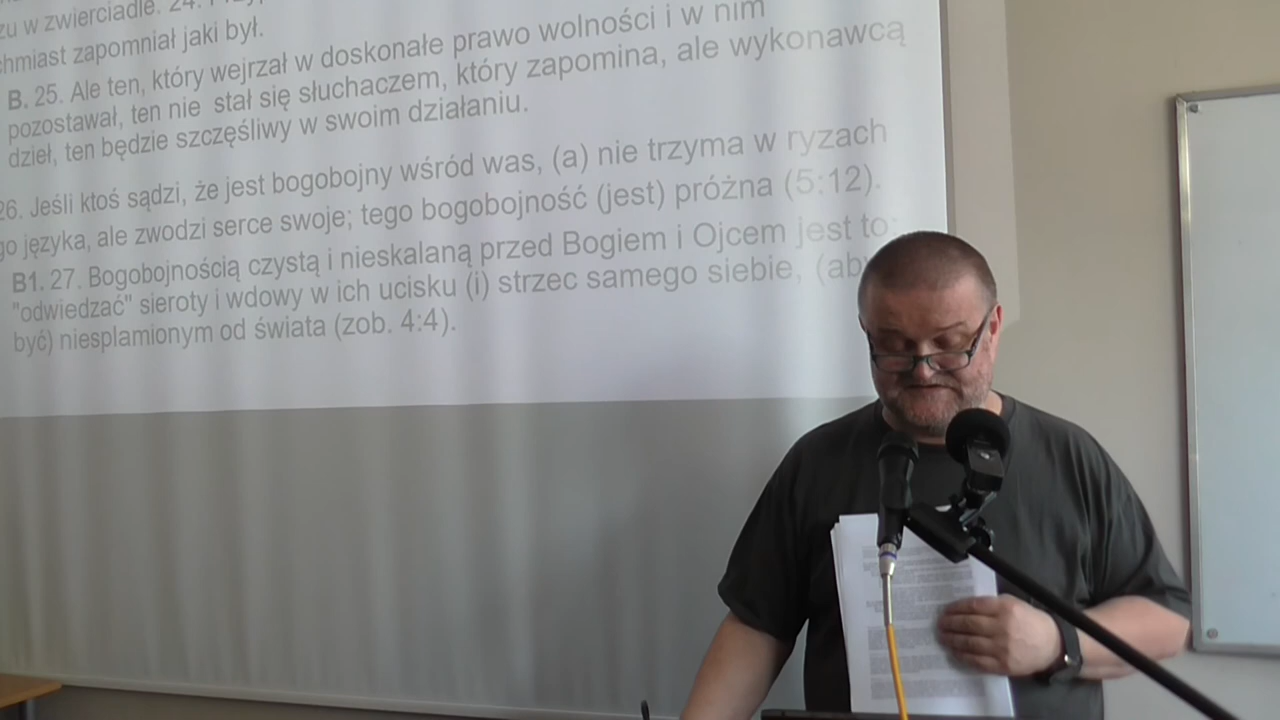 zu w zwierciadle. 24.
chmiast zapomniał jaki był.
B. 25. Ale ten, który wejrzał w doskonałe prawo wolności i w nim
pozostawał, ten nie stał się słuchaczem, który zapomina, ale wykonawcą
dzieł, ten będzie szczęśliwy w swoim działaniu.
26. Jeśli ktoś sądzi, że jest bogobojny wśród was, (a) nie trzyma w ryzach
go języka, ale zwodzi serce swoje; tego bogobojność (jest) próżna (5:12).
B1. 27. Bogobojnością czystą i nieskalaną przed Bogiem i Ojcem jest to:
"odwiedzać" sieroty i wdowy w ich ucisku (i) strzec samego siebie, (aby
być) niesplamionym od świata (zob. 4:4).